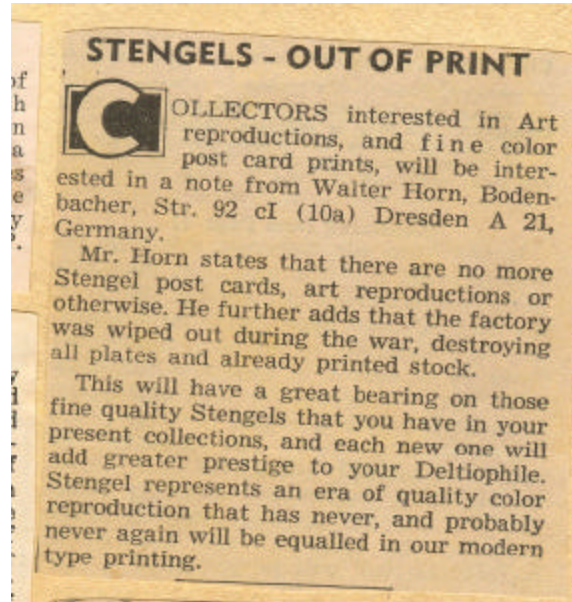 STENGELS - OUT OF PRINT
COLLECTORS interested in Art
reproductions, and fine color
post card prints, will be inter-
ested in a note from Walter Horn, Boden-
bacher, Str. 92 cI (10a) Dresden A 21,
Germany.
Mr. Horn states that there are no more
Stengel post cards, art reproductions or
otherwise. He further adds that the factory
was wiped out during the war, destroying
all plates and already printed stock.
This will have a great bearing on those
fine quality Stengels that you have in your
present collections, and each new one will
add greater prestige to your Deltiophile.
Stengel represents an era of quality color
reproduction that has never, and probably
never again will be equalled in our modern
type printing.